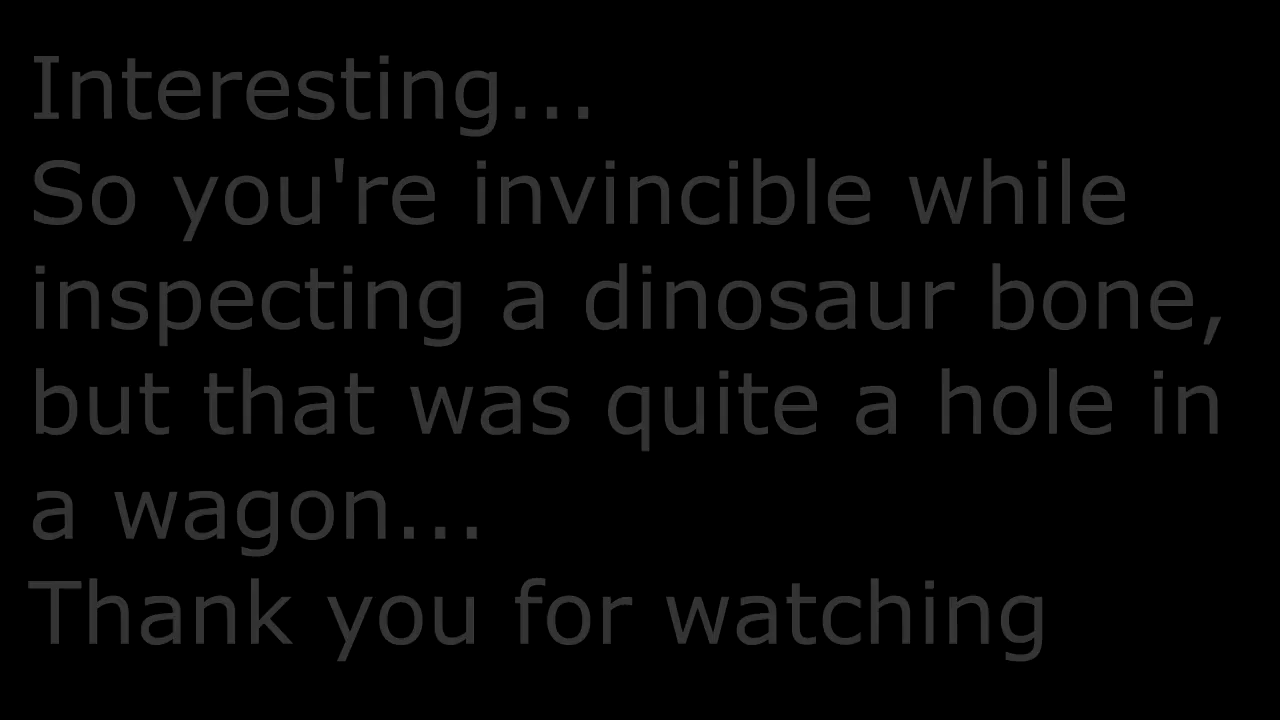 Interesting...
So you're invincible while
inspecting a dinosaur bone,
but that was quite a hole in
a wagon...
Thank you for watching